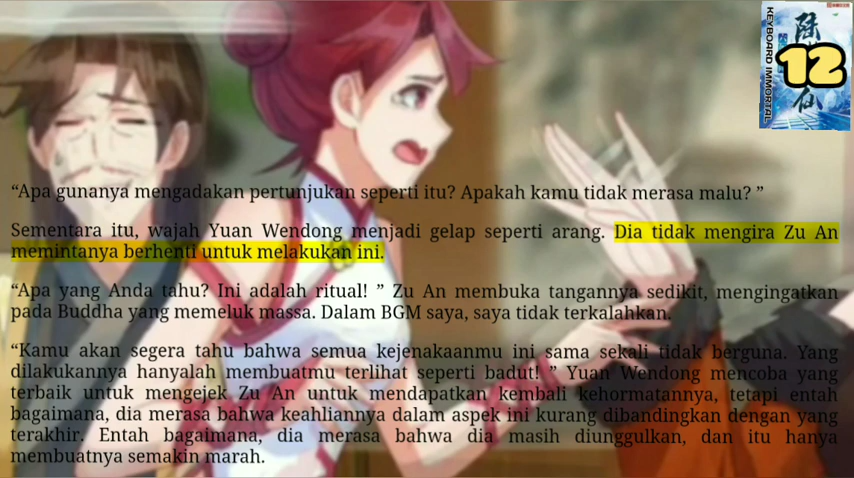 陆
仙
KEYBOARD IMMORTAL
12
“Apa gunanya mengadakan pertunjukan seperti itu? Apakah kamu tidak merasa malu? ”
Sementara itu, wajah Yuan Wendong menjadi gelap seperti arang. Dia tidak mengira Zu An
memintanya berhenti untuk melakukan ini.
“Apa yang Anda tahu? Ini adalah ritual! ” Zu An membuka tangannya sedikit, mengingatkan
pada Buddha yang memeluk massa. Dalam BGM saya, saya tidak terkalahkan.
“Kamu akan segera tahu bahwa semua kejenakaanmu ini sama sekali tidak berguna. Yang
dilakukannya hanyalah membuatmu terlihat seperti badut! ” Yuan Wendong mencoba yang
terbaik untuk mengejek Zu An untuk mendapatkan kembali kehormatannya, tetapi entah
bagaimana, dia merasa bahwa keahliannya dalam aspek ini kurang dibandingkan dengan yang
terakhir. Entah bagaimana, dia merasa bahwa dia masih diunggulkan, dan itu hanya
membuatnya semakin marah.